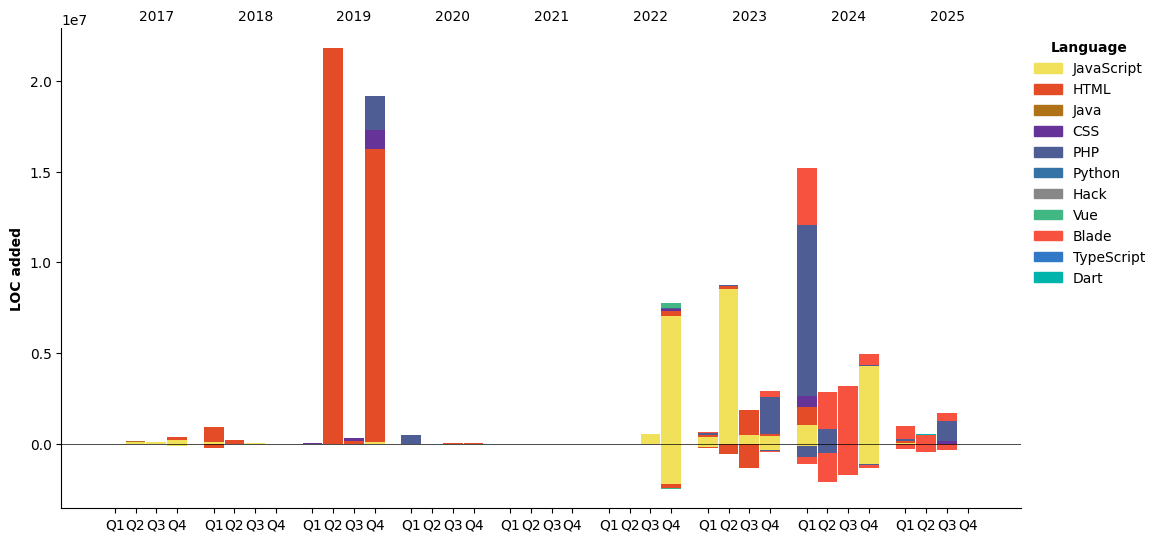 2017 2018 2019 2020 2021 2022 2023 2024 2025
1e7
Language
JavaScript
HTML
Java
CSS
PHP
Python
Hack
Vue
Blade
TypeScript
Dart
LOC added
2.0
1.5
1.0
0.5
0.0
Q1 Q2 Q3 Q4 Q1 Q2 Q3 Q4 Q1 Q2 Q3 Q4 Q1 Q2 Q3 Q4 Q1 Q2 Q3 Q4 Q1 Q2 Q3 Q4 Q1 Q2 Q3 Q4 Q1 Q2 Q3 Q4 Q1 Q2 Q3 Q4